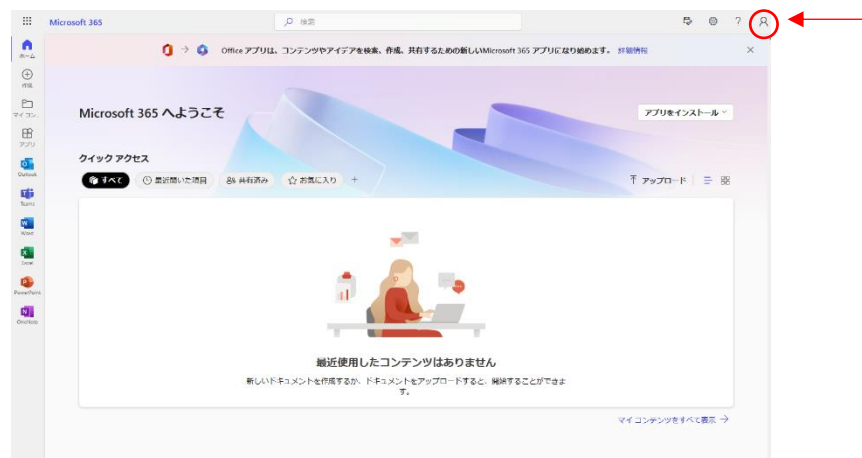 Microsoft 365
検索
?
ホーム
Office アプリは、コンテンツやアイデアを検索、作成、共有するための新しいMicrosoft 365 アプリになり始めます。 詳細情報
作成
マイ コン...
アプリ
Outlook
Teams
Word
Excel
PowerPoint
OneNote
Microsoft 365 へようこそ
アプリをインストール
クイック アクセス
すべて 最近開いた項目 共有済み お気に入り +
アップロード
最近使用したコンテンツはありません
新しいドキュメントを作成するか、ドキュメントをアップロードすると、開始することができま
す。
マイ コンテンツをすべて表示 →